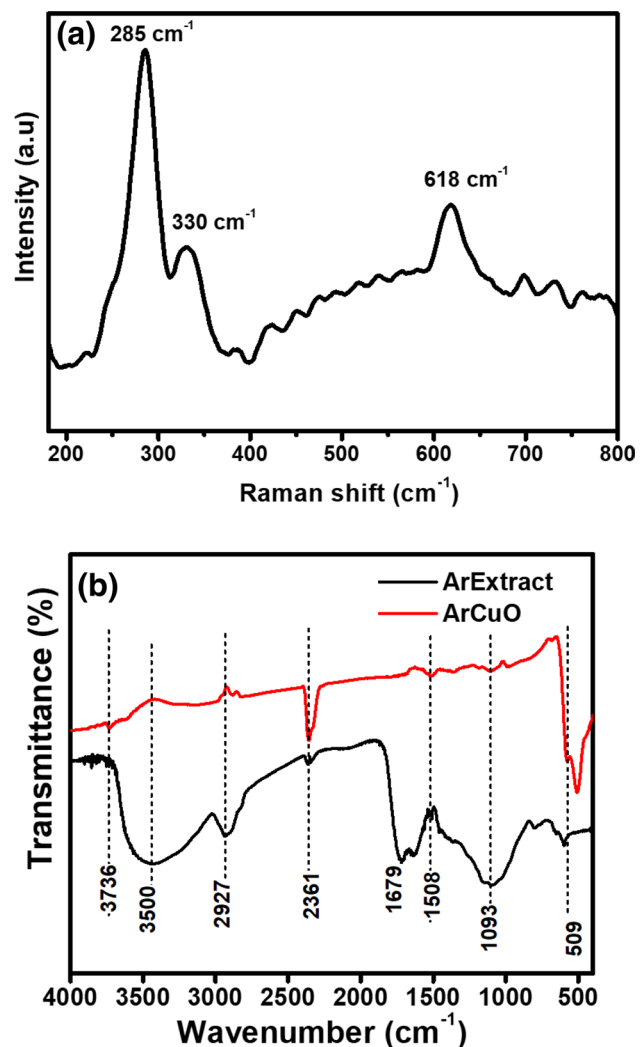 (a)
285 cm⁻¹
330 cm⁻¹
618 cm⁻¹
Intensity (a.u)
200 300 400 500 600 700 800
Raman shift (cm⁻¹)
(b)
ArExtract
ArCuO
Transmittance (%)
3736 3500 2927 2361 1679 1508 1093 509
4000 3500 3000 2500 2000 1500 1000 500
Wavenumber (cm⁻¹)